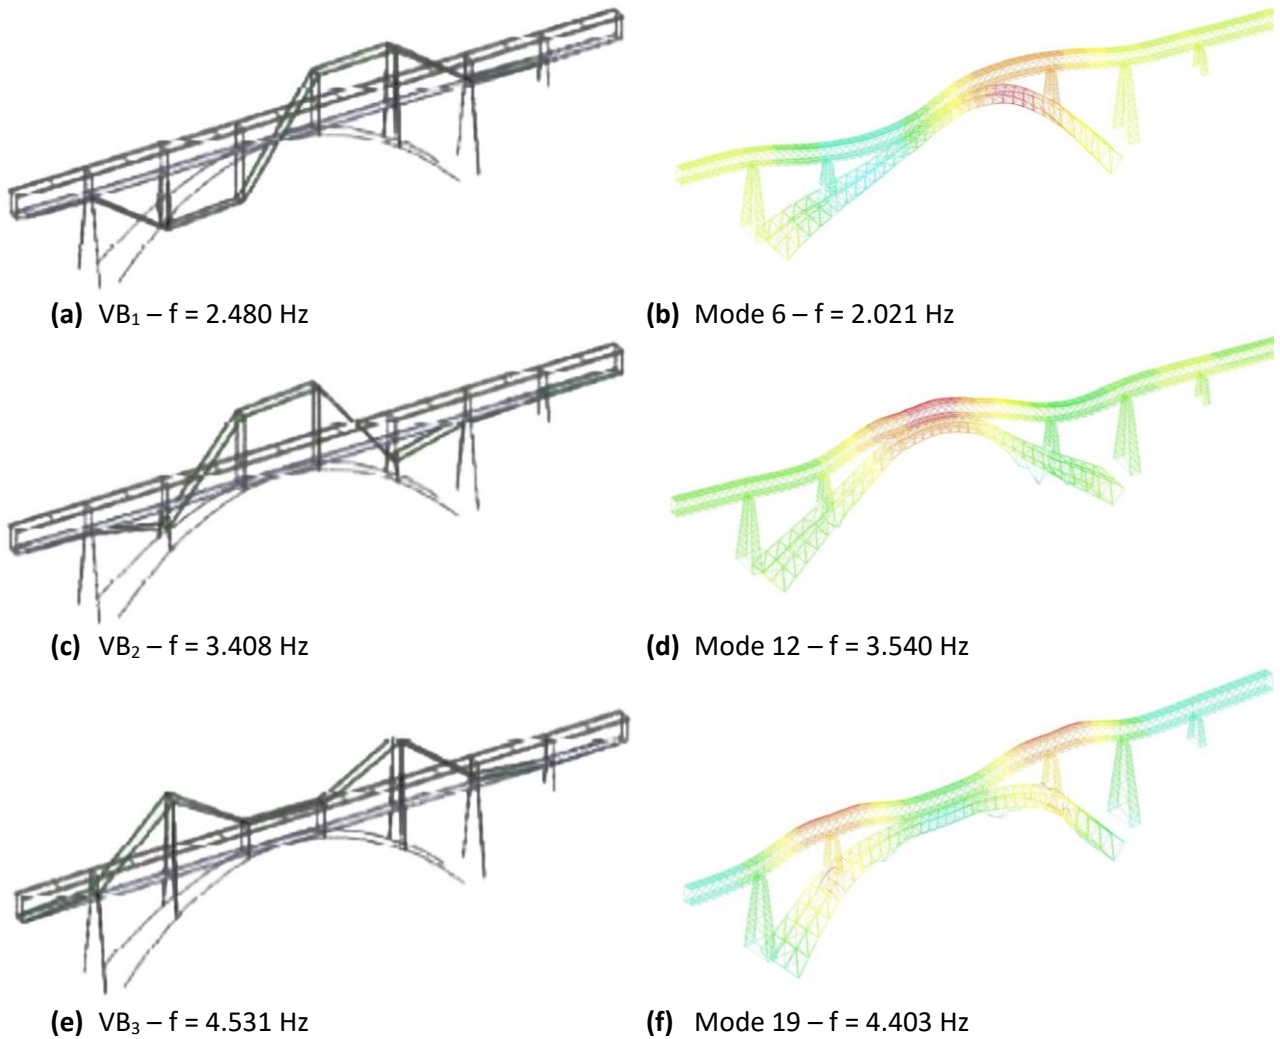 (a) VB₁ – f = 2.480 Hz
(b) Mode 6 – f = 2.021 Hz
(c) VB₂ – f = 3.408 Hz
(d) Mode 12 – f = 3.540 Hz
(e) VB₃ – f = 4.531 Hz
(f) Mode 19 – f = 4.403 Hz